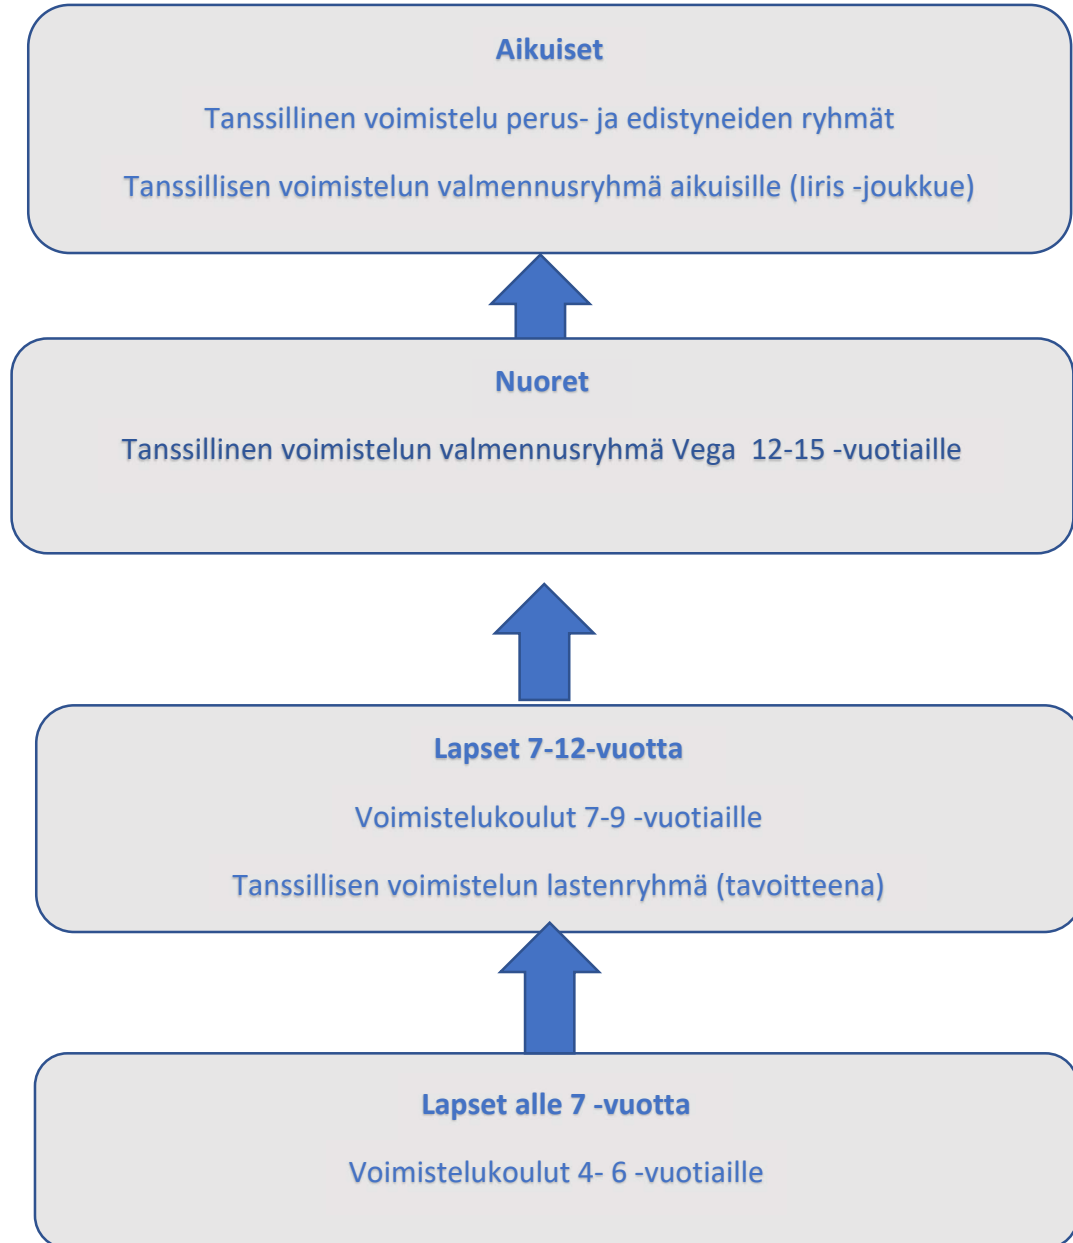 Aikuiset
Tanssillinen voimistelu perus- ja edistyneiden ryhmät
Tanssillisen voimistelun valmennusryhmä aikuisille (Iiris -joukkue)
Nuoret
Tanssillinen voimistelun valmennusryhmä Vega  12-15 -vuotiaille
Lapset 7-12-vuotta
Voimistelukoulut 7-9 -vuotiaille
Tanssillisen voimistelun lastenryhmä (tavoitteena)
Lapset alle 7 -vuotta
Voimistelukoulut 4- 6 -vuotiaille